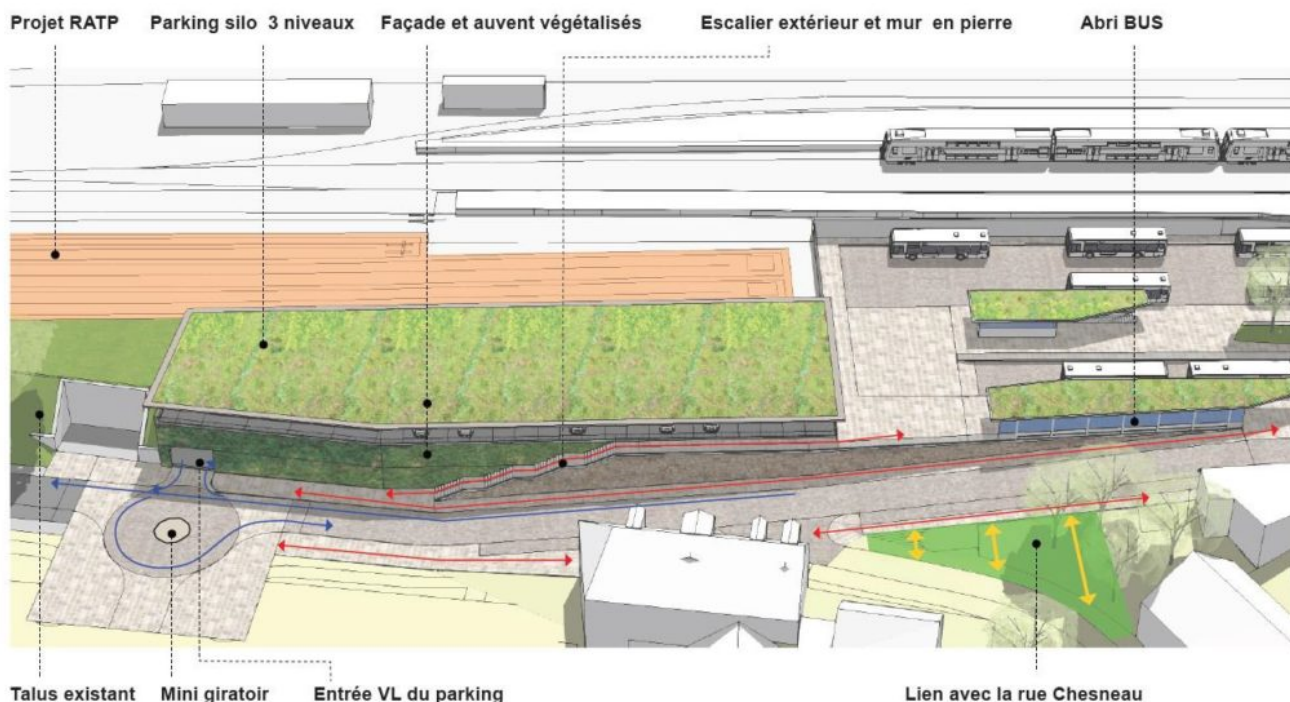 Projet RATP
Parking silo 3 niveaux
Façade et auvent végétalisés
Escalier extérieur et mur en pierre
Abri BUS
Talus existant
Mini giratoir
Entrée VL du parking
Lien avec la rue Chesneau